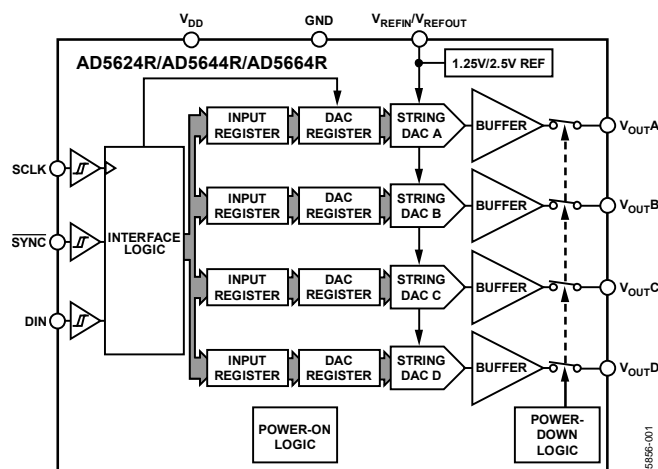 VDD
GND
VREFIN/VREFOUT
AD5624R/AD5644R/AD5664R
1.25V/2.5V REF
INPUT
REGISTER
DAC
REGISTER
STRING
DAC A
BUFFER
VOUTA
SCLK
INPUT
REGISTER
DAC
REGISTER
STRING
DAC B
BUFFER
VOUTB
SYNC
INTERFACE
LOGIC
INPUT
REGISTER
DAC
REGISTER
STRING
DAC C
BUFFER
VOUTC
DIN
INPUT
REGISTER
DAC
REGISTER
STRING
DAC D
BUFFER
VOUTD
POWER-ON
LOGIC
POWER-
DOWN
LOGIC
5856-001